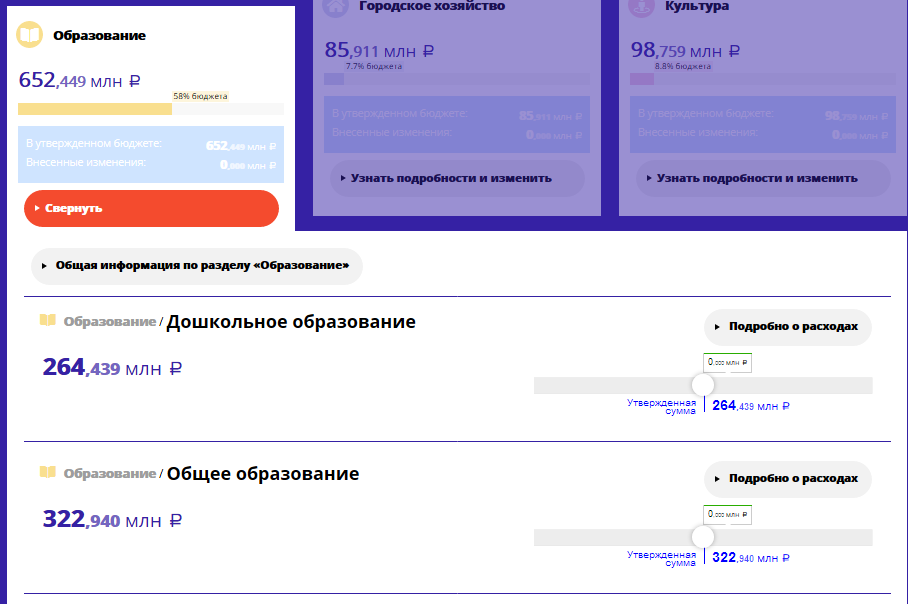 Образование
652,449 млн ₽
58% бюджета
В утвержденном бюджете: 652,449 млн ₽
Внесенные изменения: 0,000 млн ₽
Свернуть
Городское хозяйство
85,911 млн ₽
7.7% бюджета
В утвержденном бюджете: 85,911 млн ₽
Внесенные изменения: 0,000 млн ₽
Узнать подробности и изменить
Культура
98,759 млн ₽
8.8% бюджета
В утвержденном бюджете: 98,759 млн ₽
Внесенные изменения: 0,000 млн ₽
Узнать подробности и изменить
Общая информация по разделу «Образование»
Образование / Дошкольное образование
Подробно о расходах
264,439 млн ₽
0,000 млн ₽
Утвержденная
сумма
264,439 млн ₽
Образование / Общее образование
Подробно о расходах
322,940 млн ₽
0,000 млн ₽
Утвержденная
сумма
322,940 млн ₽